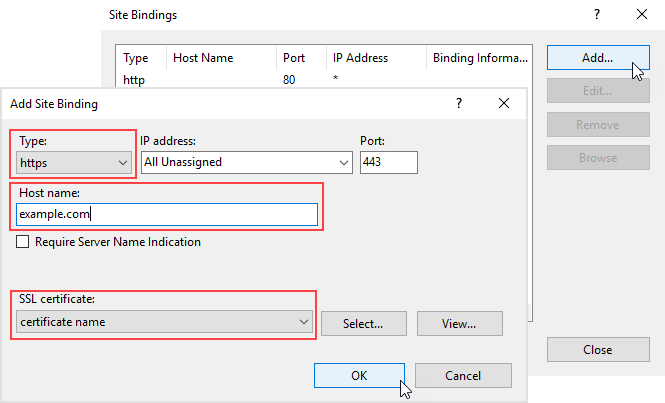 Site Bindings
? ✕
Type Host Name Port IP Address Binding Informa...
http 80 *
Add...
Edit...
Remove
Browse
Close
Add Site Binding
? ✕
Type: IP address: Port:
https All Unassigned 443
Host name:
example.com
Require Server Name Indication
SSL certificate:
certificate name Select... View...
OK Cancel